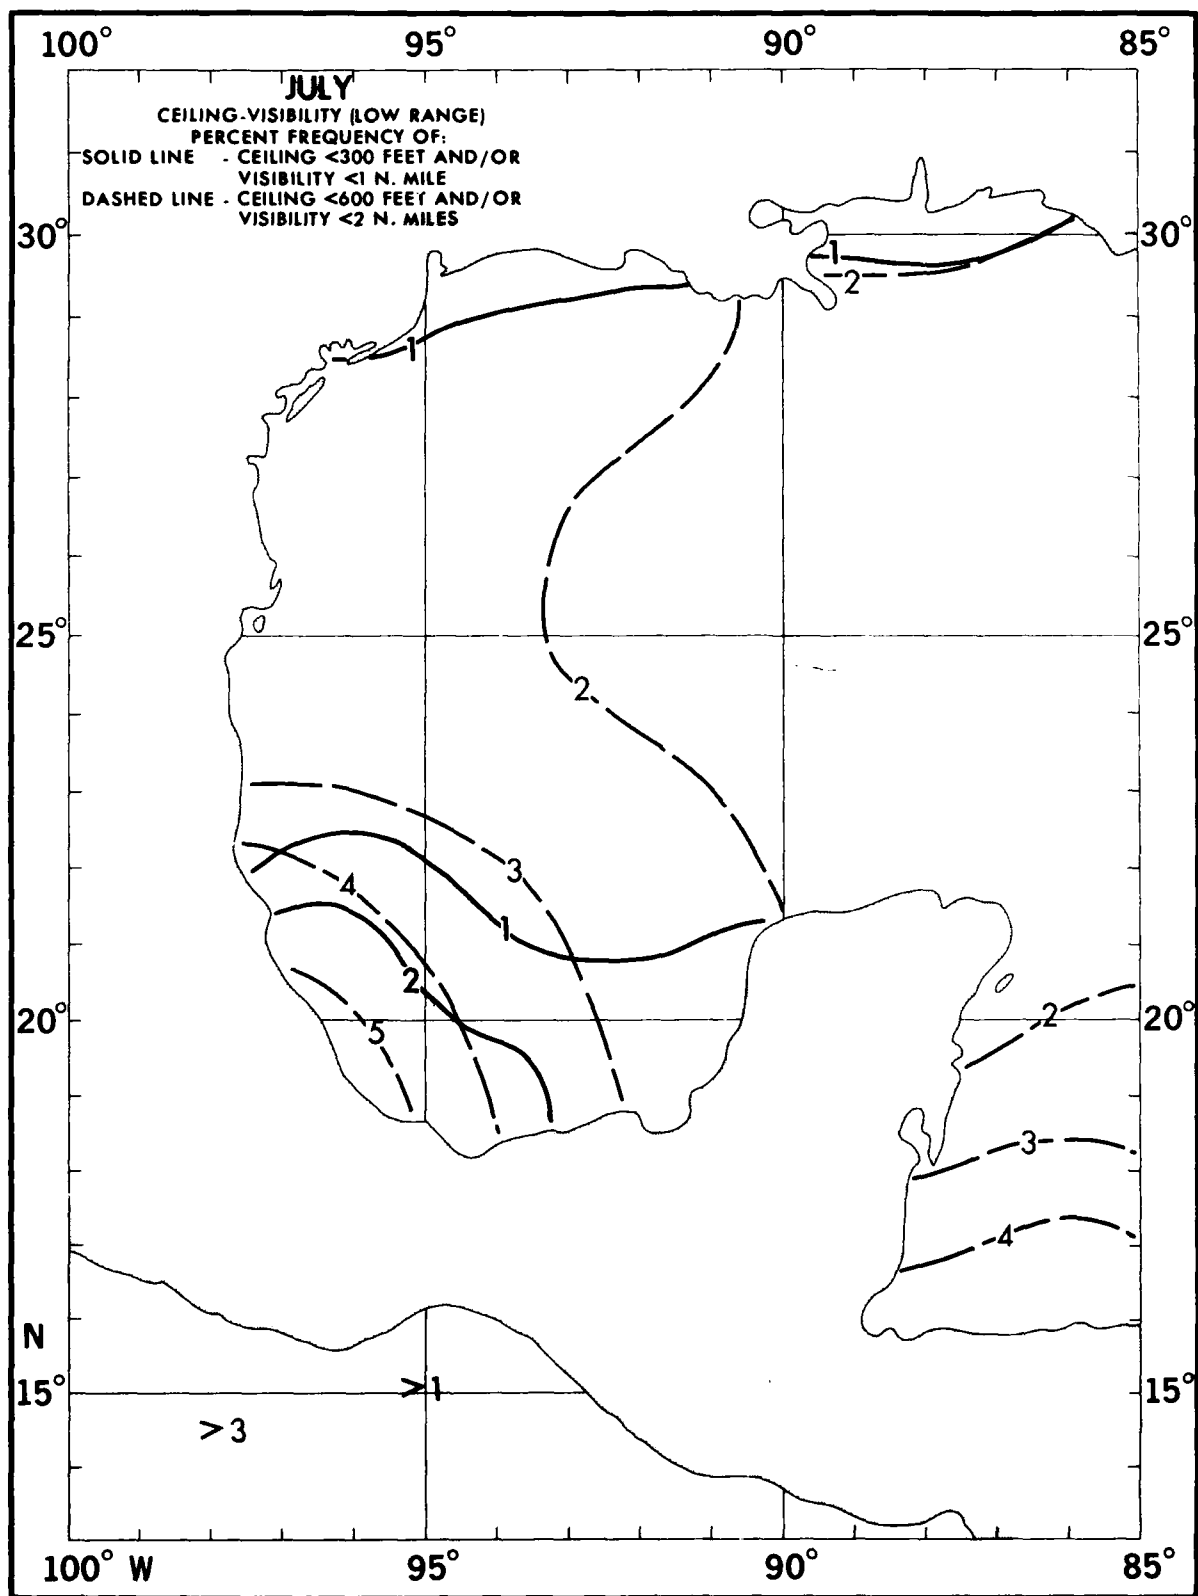 100° 95° 90° 85°
JULY
CEILING-VISIBILITY (LOW RANGE)
PERCENT FREQUENCY OF:
SOLID LINE - CEILING <300 FEET AND/OR
VISIBILITY <1 N. MILE
DASHED LINE - CEILING <600 FEET AND/OR
VISIBILITY <2 N. MILES
30° 30°
1
2
1
25° 25°
2
3
4
1
2
20° 2 20°
5
3
4
N
15° >1 15°
>3
100° W 95° 90° 85°